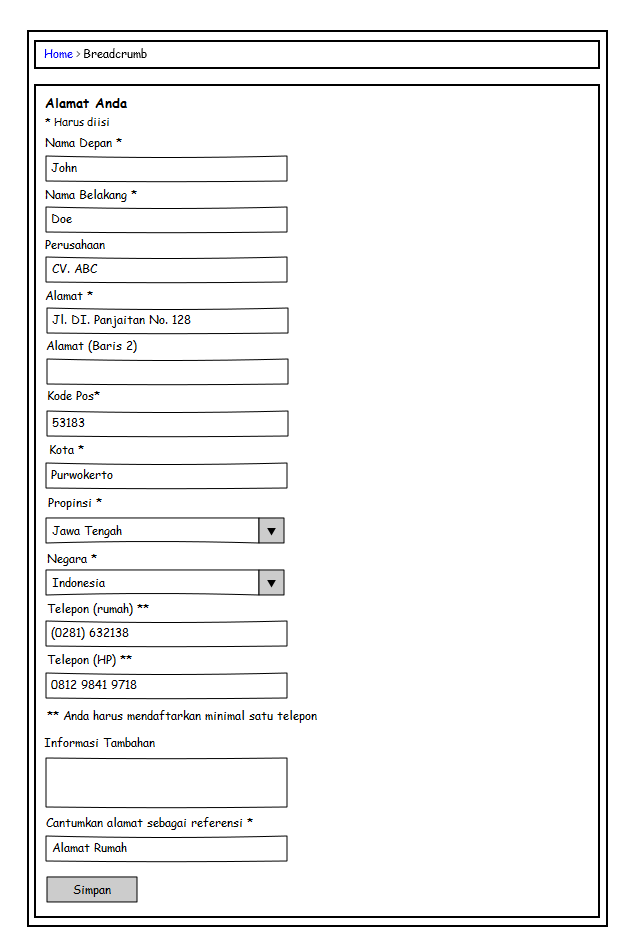 Home > Breadcrumb
Alamat Anda
* Harus diisi
Nama Depan *
John
Nama Belakang *
Doe
Perusahaan
CV. ABC
Alamat *
Jl. DI. Panjaitan No. 128
Alamat (Baris 2)
Kode Pos*
53183
Kota *
Purwokerto
Propinsi *
Jawa Tengah
Negara *
Indonesia
Telepon (rumah) **
(0281) 632138
Telepon (HP) **
0812 9841 9718
** Anda harus mendaftarkan minimal satu telepon
Informasi Tambahan
Cantumkan alamat sebagai referensi *
Alamat Rumah
Simpan